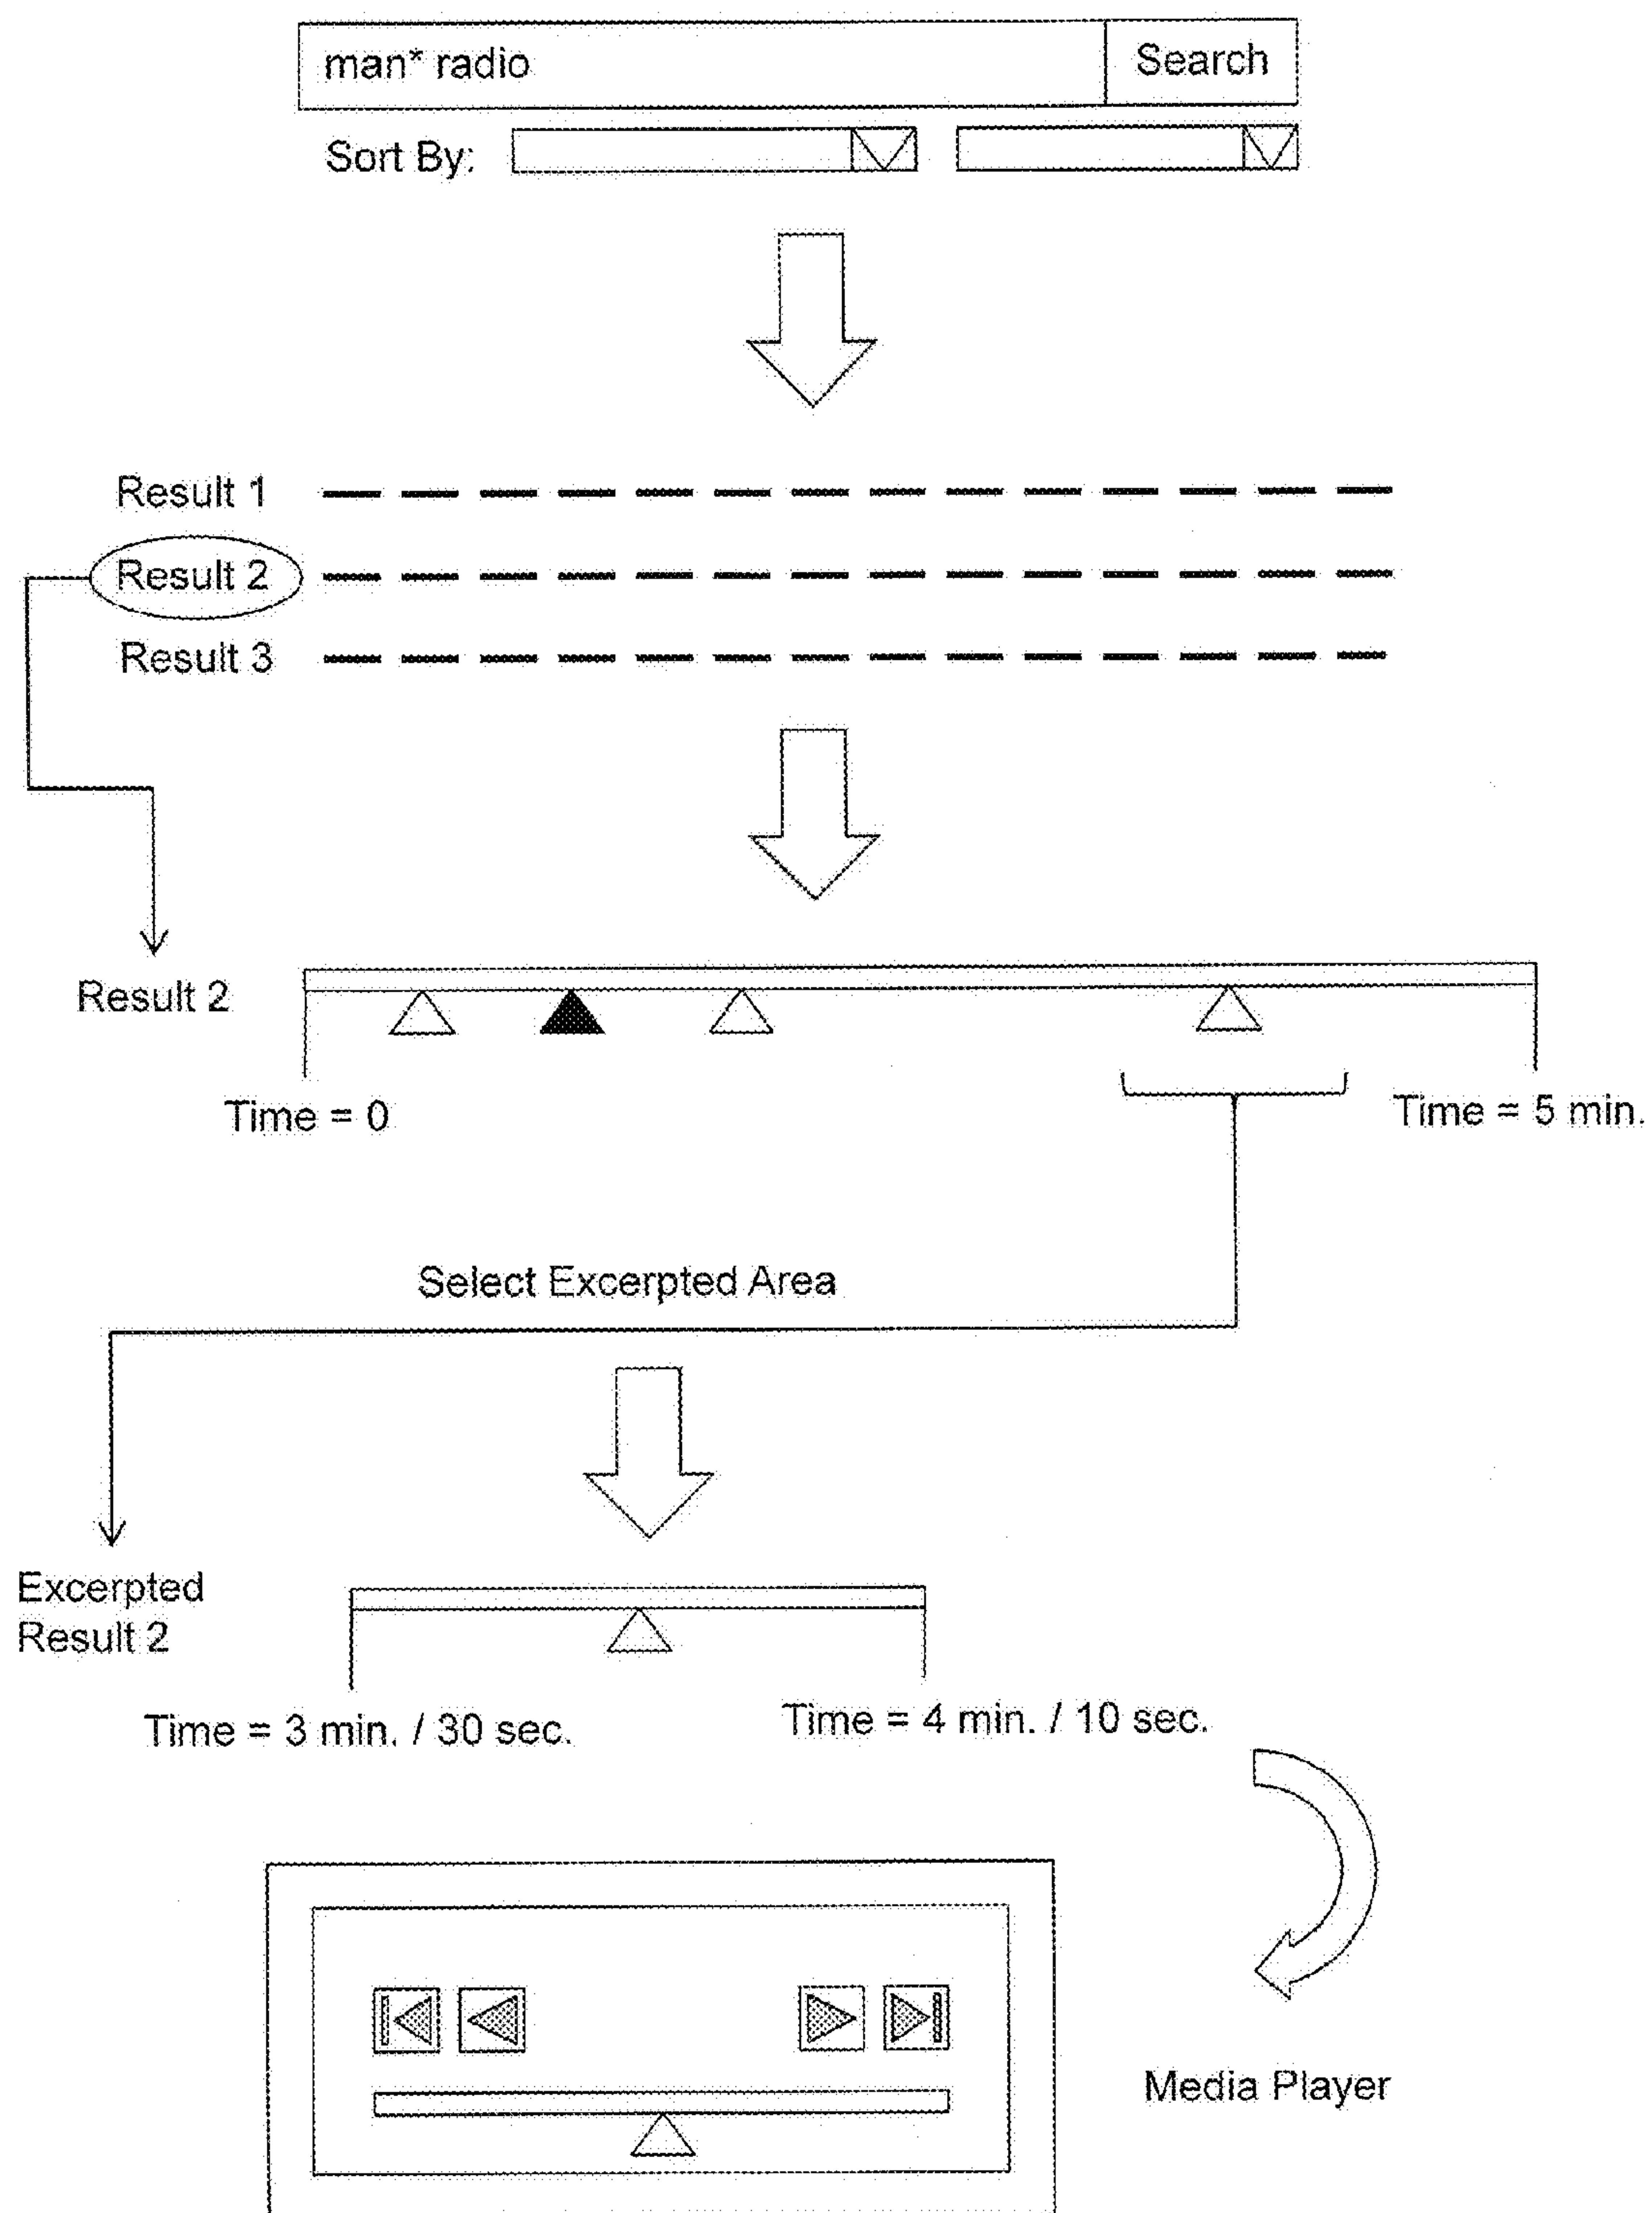 man* radio
Search
Sort By:
Result 1
Result 2
Result 3
Result 2
Time = 0
Time = 5 min.
Select Excerpted Area
Excerpted
Result 2
Time = 3 min. / 30 sec.
Time = 4 min. / 10 sec.
Media Player